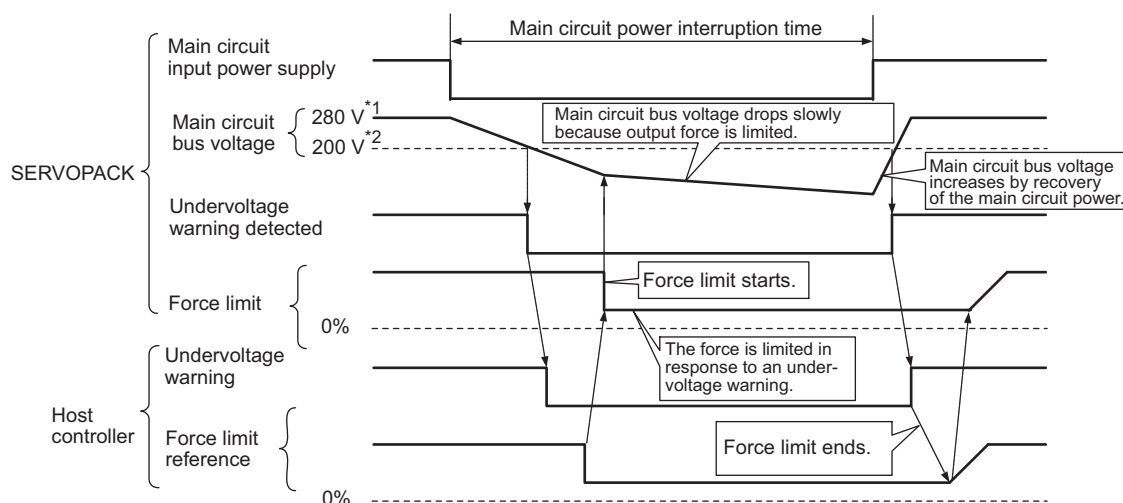 Main circuit power interruption time
Main circuit
input power supply
Main circuit
bus voltage
280 V*1
200 V*2
Main circuit bus voltage drops slowly
because output force is limited.
Main circuit bus voltage
increases by recovery
of the main circuit power.
SERVOPACK
Undervoltage
warning detected
Force limit starts.
Force limit
0%
The force is limited in
response to an under-
voltage warning.
Undervoltage
warning
Host
controller
Force limit
reference
Force limit ends.
0%